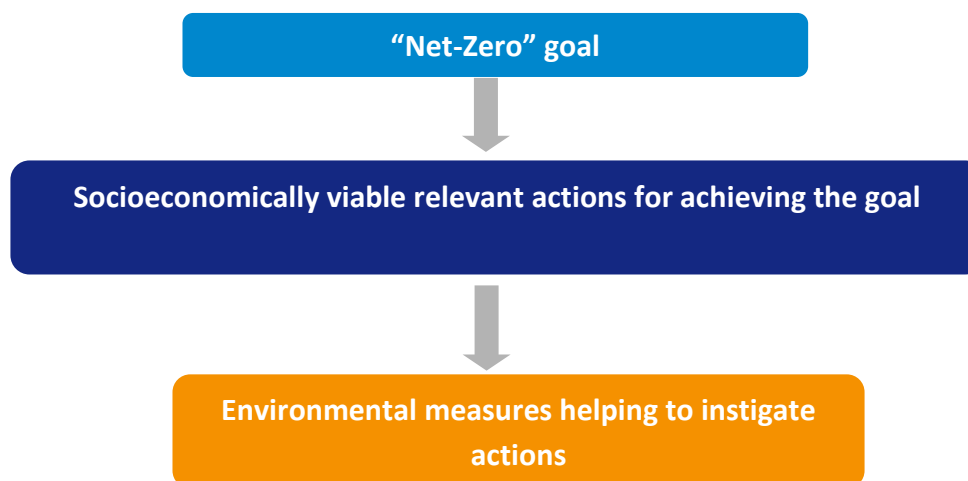 “Net-Zero” goal
Socioeconomically viable relevant actions for achieving the goal
Environmental measures helping to instigate
actions